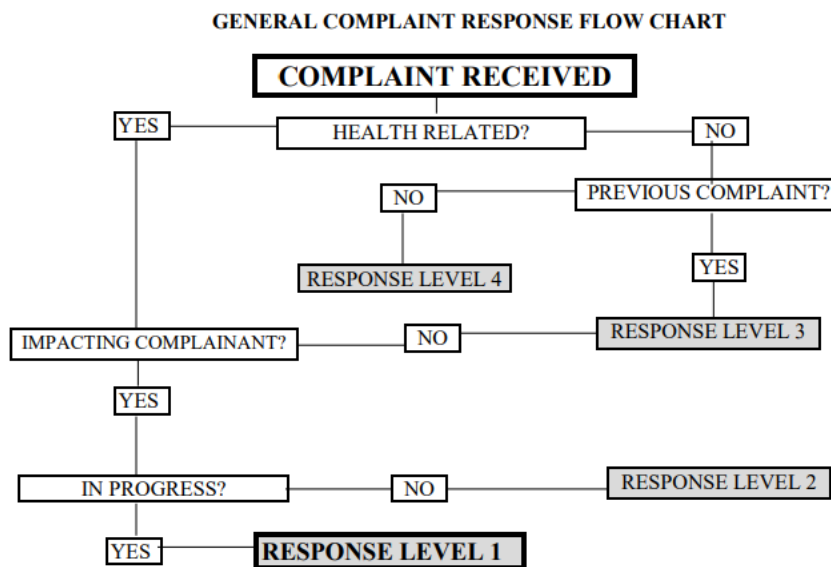 GENERAL COMPLAINT RESPONSE FLOW CHART
COMPLAINT RECEIVED
YES
HEALTH RELATED?
NO
NO
PREVIOUS COMPLAINT?
RESPONSE LEVEL 4
YES
IMPACTING COMPLAINANT?
NO
RESPONSE LEVEL 3
YES
IN PROGRESS?
NO
RESPONSE LEVEL 2
YES
RESPONSE LEVEL 1